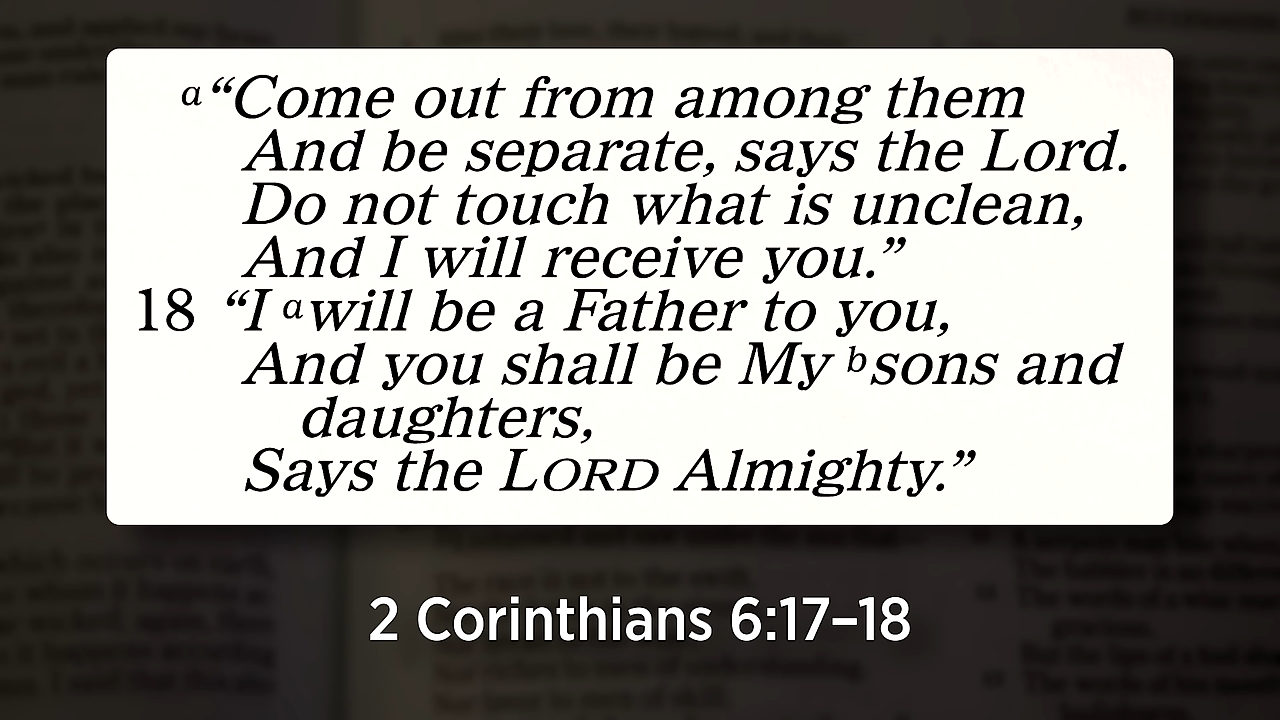 a “Come out from among them
And be separate, says the Lord.
Do not touch what is unclean,
And I will receive you.”
18 “I a will be a Father to you,
And you shall be My b sons and
daughters,
Says the LORD Almighty.”
2 Corinthians 6:17–18